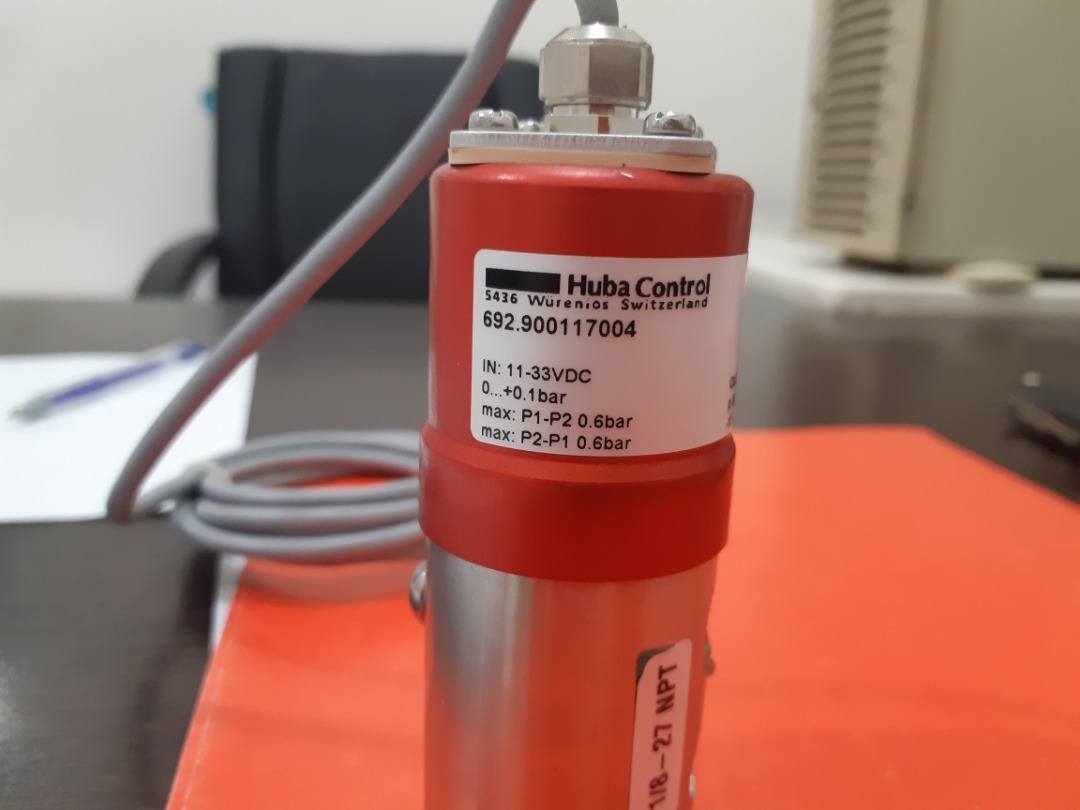 Huba Control
5436 Würenlos Switzerland
692.900117004
IN: 11-33VDC
0...+0.1bar
max: P1-P2 0.6bar
max: P2-P1 0.6bar
1/8-27 NPT